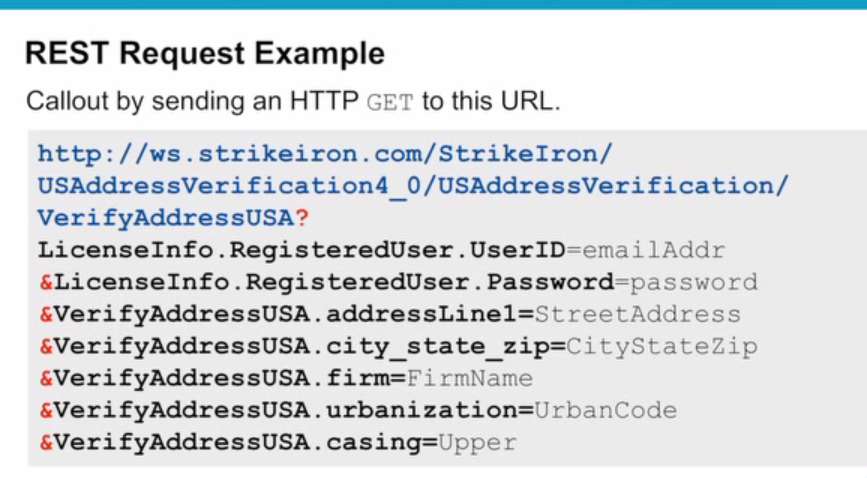 REST Request Example
Callout by sending an HTTP GET to this URL.
http://ws.strikeiron.com/StrikeIron/
USAddressVerification4_0/USAddressVerification/
VerifyAddressUSA?
LicenseInfo.RegisteredUser.UserID=emailAddr
&LicenseInfo.RegisteredUser.Password=password
&VerifyAddressUSA.addressLine1=StreetAddress
&VerifyAddressUSA.city_state_zip=CityStateZip
&VerifyAddressUSA.firm=FirmName
&VerifyAddressUSA.urbanization=UrbanCode
&VerifyAddressUSA.casing=Upper